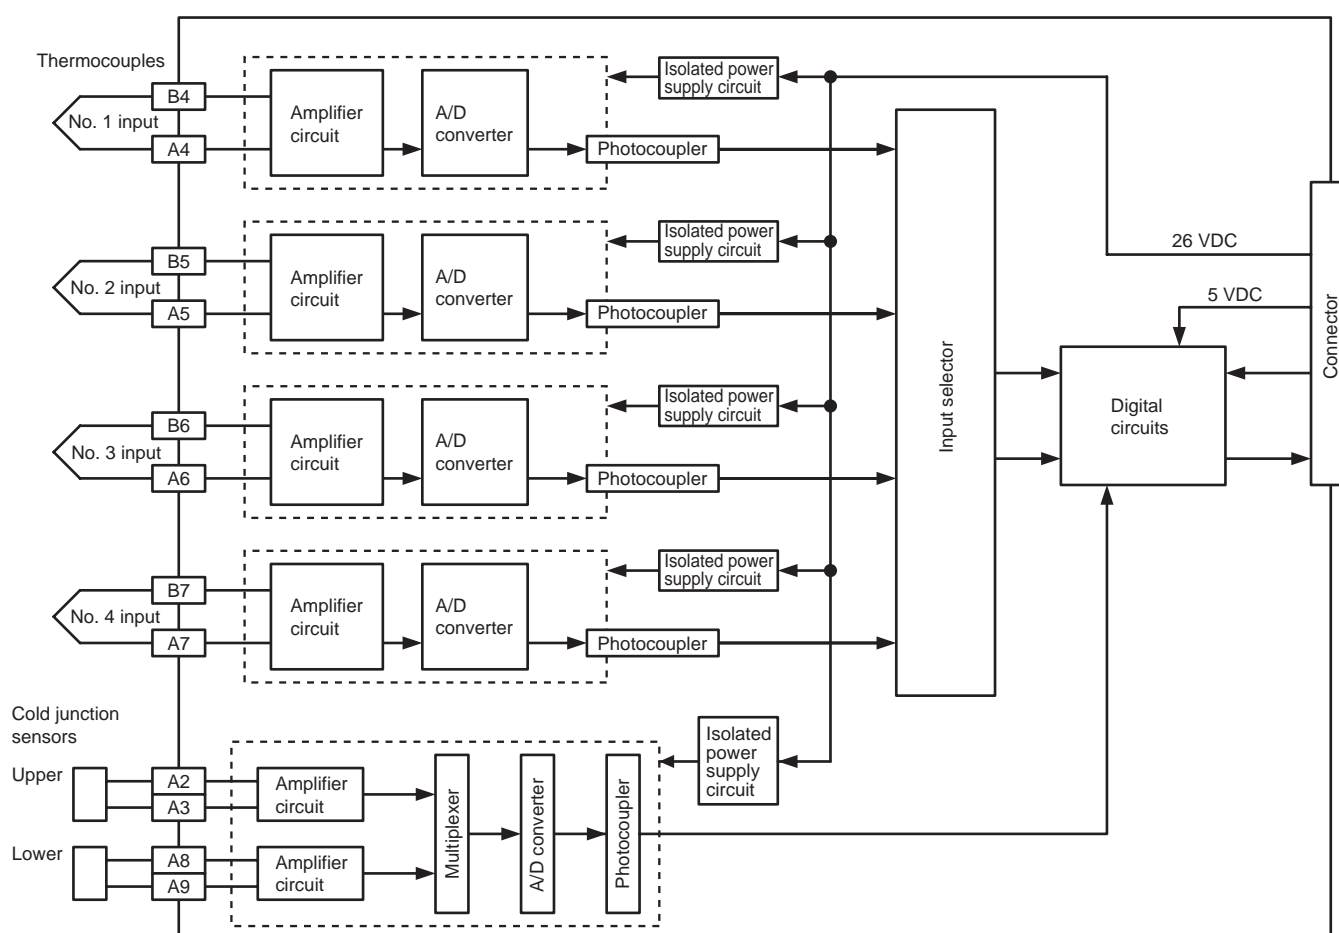 Thermocouples
B4
No. 1 input
A4
Amplifier
circuit
A/D
converter
Photocoupler
Isolated power
supply circuit
B5
No. 2 input
A5
Amplifier
circuit
A/D
converter
Photocoupler
Isolated power
supply circuit
B6
No. 3 input
A6
Amplifier
circuit
A/D
converter
Photocoupler
Isolated power
supply circuit
B7
No. 4 input
A7
Amplifier
circuit
A/D
converter
Photocoupler
Isolated power
supply circuit
Input selector
26 VDC
5 VDC
Digital
circuits
Connector
Cold junction
sensors
Upper
A2
A3
Amplifier
circuit
Lower
A8
A9
Amplifier
circuit
Multiplexer
A/D converter
Photocoupler
Isolated
power
supply
circuit